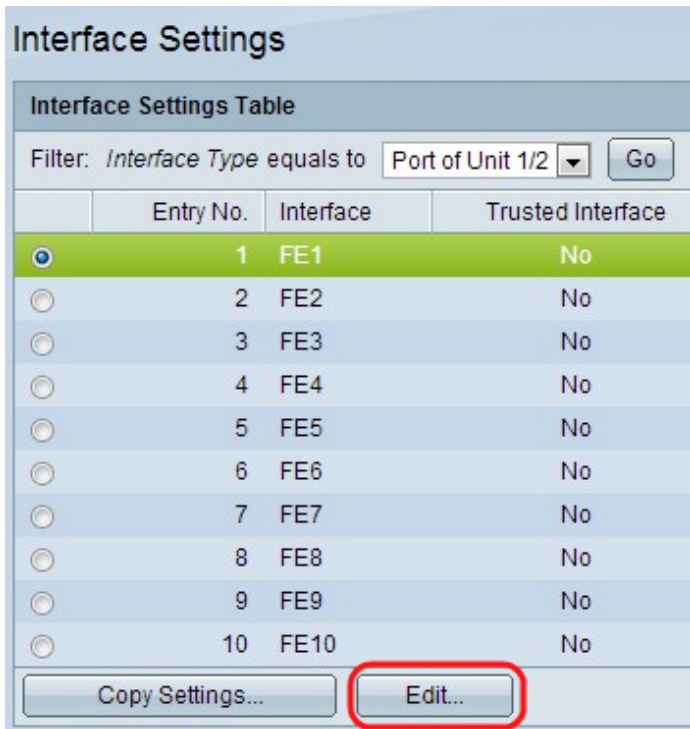 Interface Settings
Interface Settings Table
Filter: Interface Type equals to Port of Unit 1/2 Go
Entry No. Interface Trusted Interface
1 FE1 No
2 FE2 No
3 FE3 No
4 FE4 No
5 FE5 No
6 FE6 No
7 FE7 No
8 FE8 No
9 FE9 No
10 FE10 No
Copy Settings... Edit...